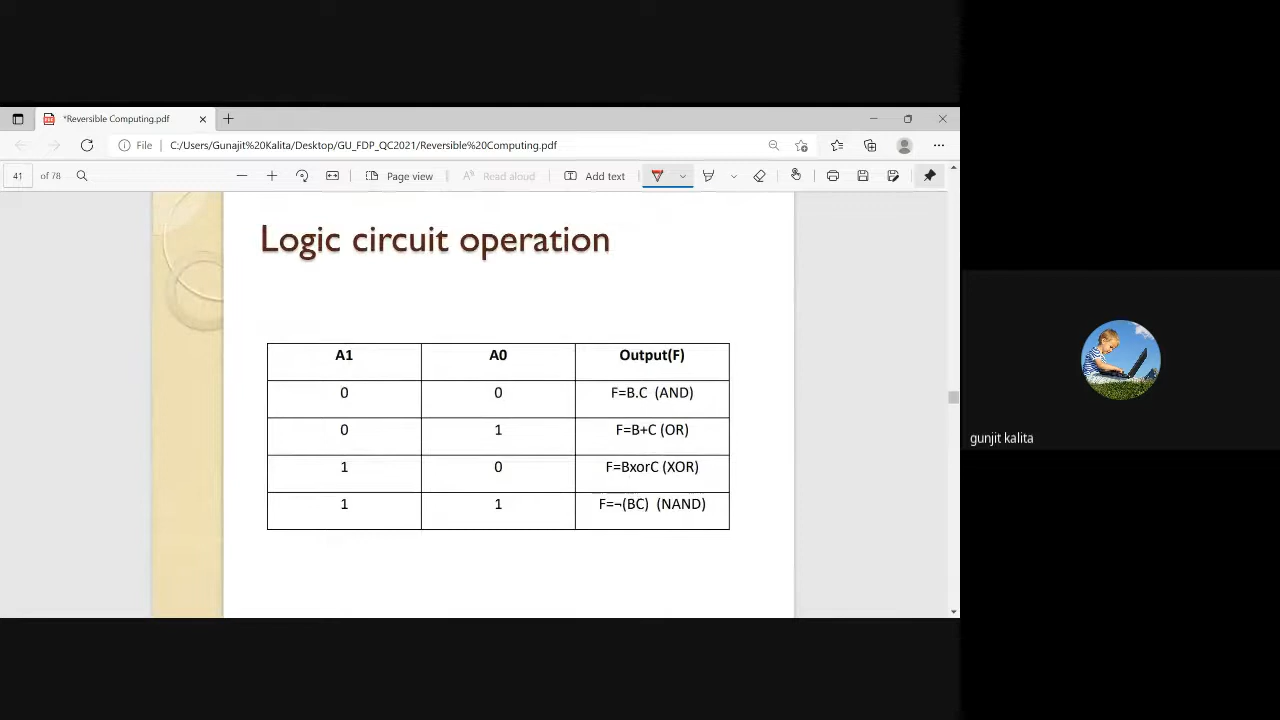 *Reversible Computing.pdf
File C:/Users/Gunajit%20Kalita/Desktop/GU_FDP_QC2021/Reversible%20Computing.pdf
41 of 78 Page view Read aloud Add text
Logic circuit operation
A1 A0 Output(F)
0 0 F=B.C (AND)
0 1 F=B+C (OR)
1 0 F=BxorC (XOR)
1 1 F=¬(BC) (NAND)
gunjit kalita